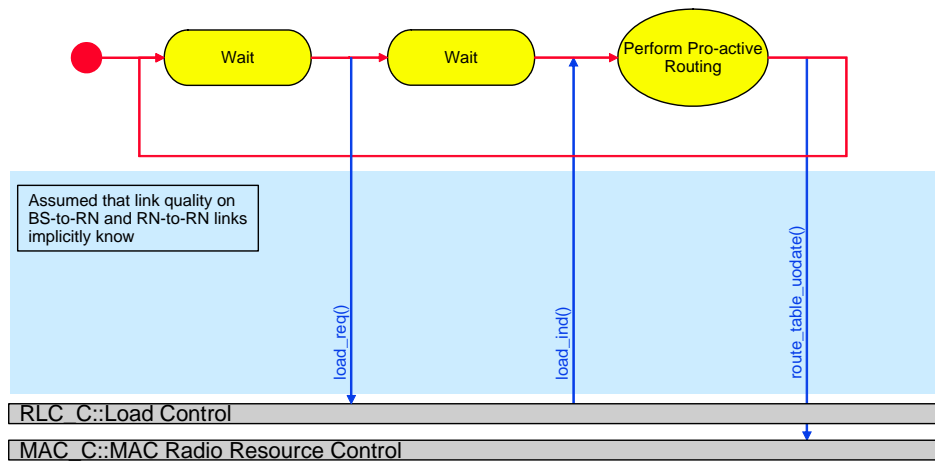 Wait
Wait
Perform Pro-active
Routing
Assumed that link quality on
BS-to-RN and RN-to-RN links
implicitly know
load_req()
load_ind()
route_table_uodate()
RLC_C::Load Control
MAC_C::MAC Radio Resource Control